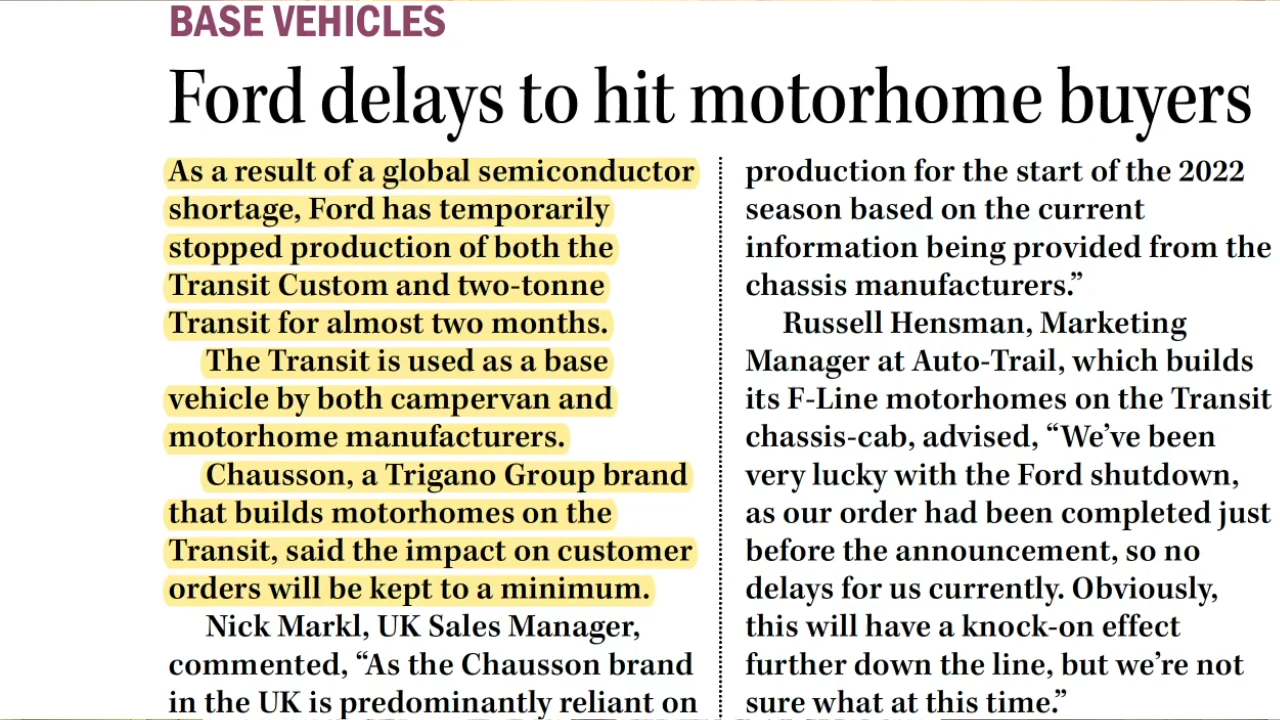 BASE VEHICLES
Ford delays to hit motorhome buyers
As a result of a global semiconductor
shortage, Ford has temporarily
stopped production of both the
Transit Custom and two-tonne
Transit for almost two months.
The Transit is used as a base
vehicle by both campervan and
motorhome manufacturers.
Chausson, a Trigano Group brand
that builds motorhomes on the
Transit, said the impact on customer
orders will be kept to a minimum.
Nick Markl, UK Sales Manager,
commented, “As the Chausson brand
in the UK is predominantly reliant on
production for the start of the 2022
season based on the current
information being provided from the
chassis manufacturers.”
Russell Hensman, Marketing
Manager at Auto-Trail, which builds
its F-Line motorhomes on the Transit
chassis-cab, advised, “We’ve been
very lucky with the Ford shutdown,
as our order had been completed just
before the announcement, so no
delays for us currently. Obviously,
this will have a knock-on effect
further down the line, but we’re not
sure what at this time.”